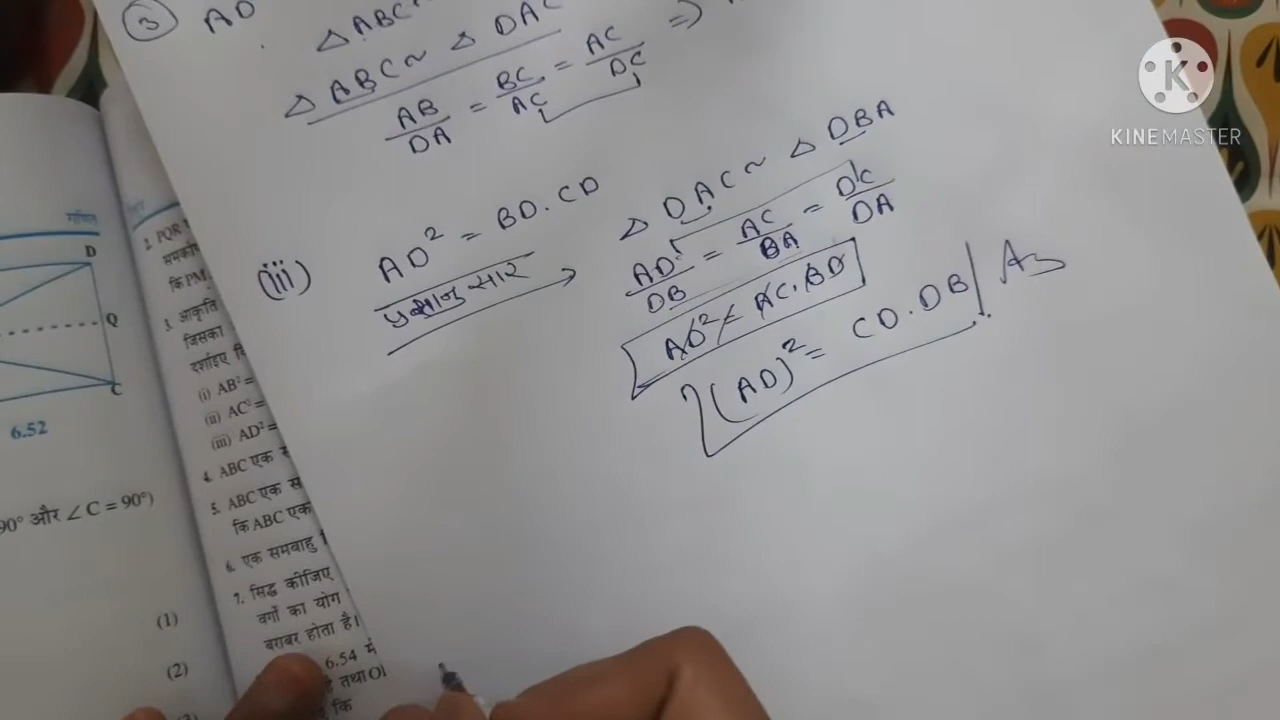 ③ AD
△ABC~
△ABC ~ △DAC
AB/DA = BC/AC = AC/DC ⇒
(iii) AD² = BD.CD
प्रश्नानुसार →
△DAC ~ △DBA
AD/DB = AC/BA = DC/DA
AD² = AC.BD
(AD)² = CD.DB
KINEMASTER
गणित
D
Q
C
6.52
90° और ∠C = 90°)
(1)
(2)
2. PQR
कि PM
3. आकृति
जिसका
दर्शाइए कि
(i) AB²=
(ii) AC²=
(iii) AD²=
4. ABC एक
5. ABC एक स
कि ABC एक
6. एक समबाहु
7. सिद्ध कीजिए
वर्गों का योग
बराबर होता है।
6.54 में
तथा
कि